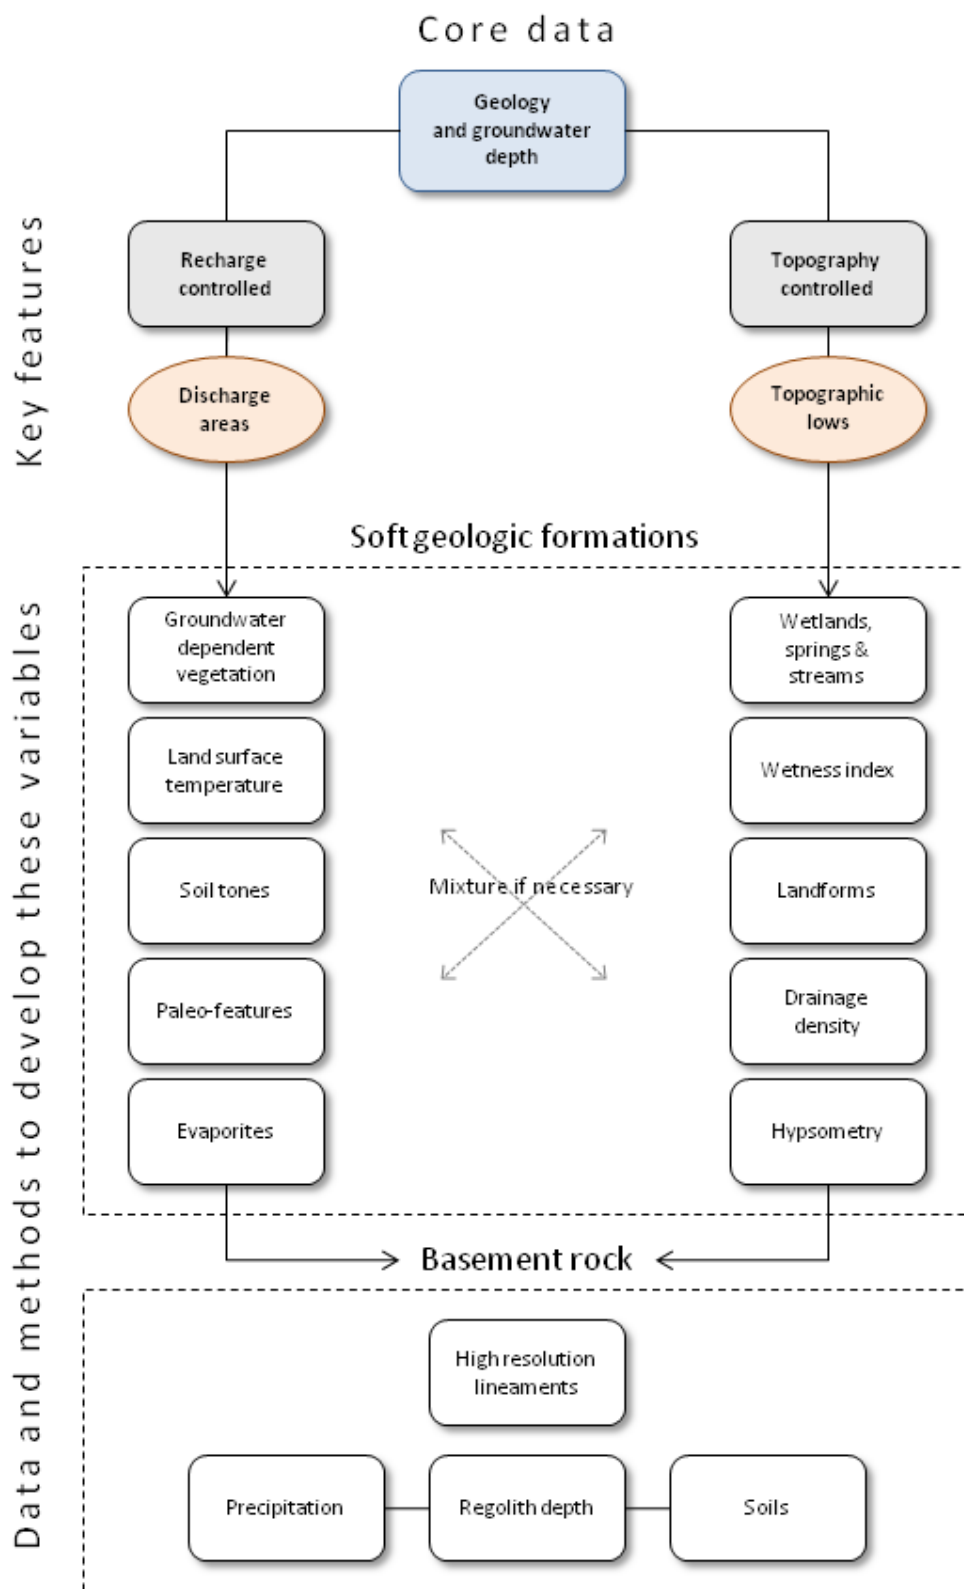 Core data
Geology
and groundwater
depth
Key features
Recharge
controlled
Topography
controlled
Discharge
areas
Topographic
lows
Soft geologic formations
Data and methods to develop these variables
Groundwater
dependent
vegetation
Wetlands,
springs &
streams
Land surface
temperature
Wetness index
Soil tones
Mixture if necessary
Landforms
Paleo-features
Drainage
density
Evaporites
Hypsometry
Basement rock
High resolution
lineaments
Precipitation
Regolith depth
Soils